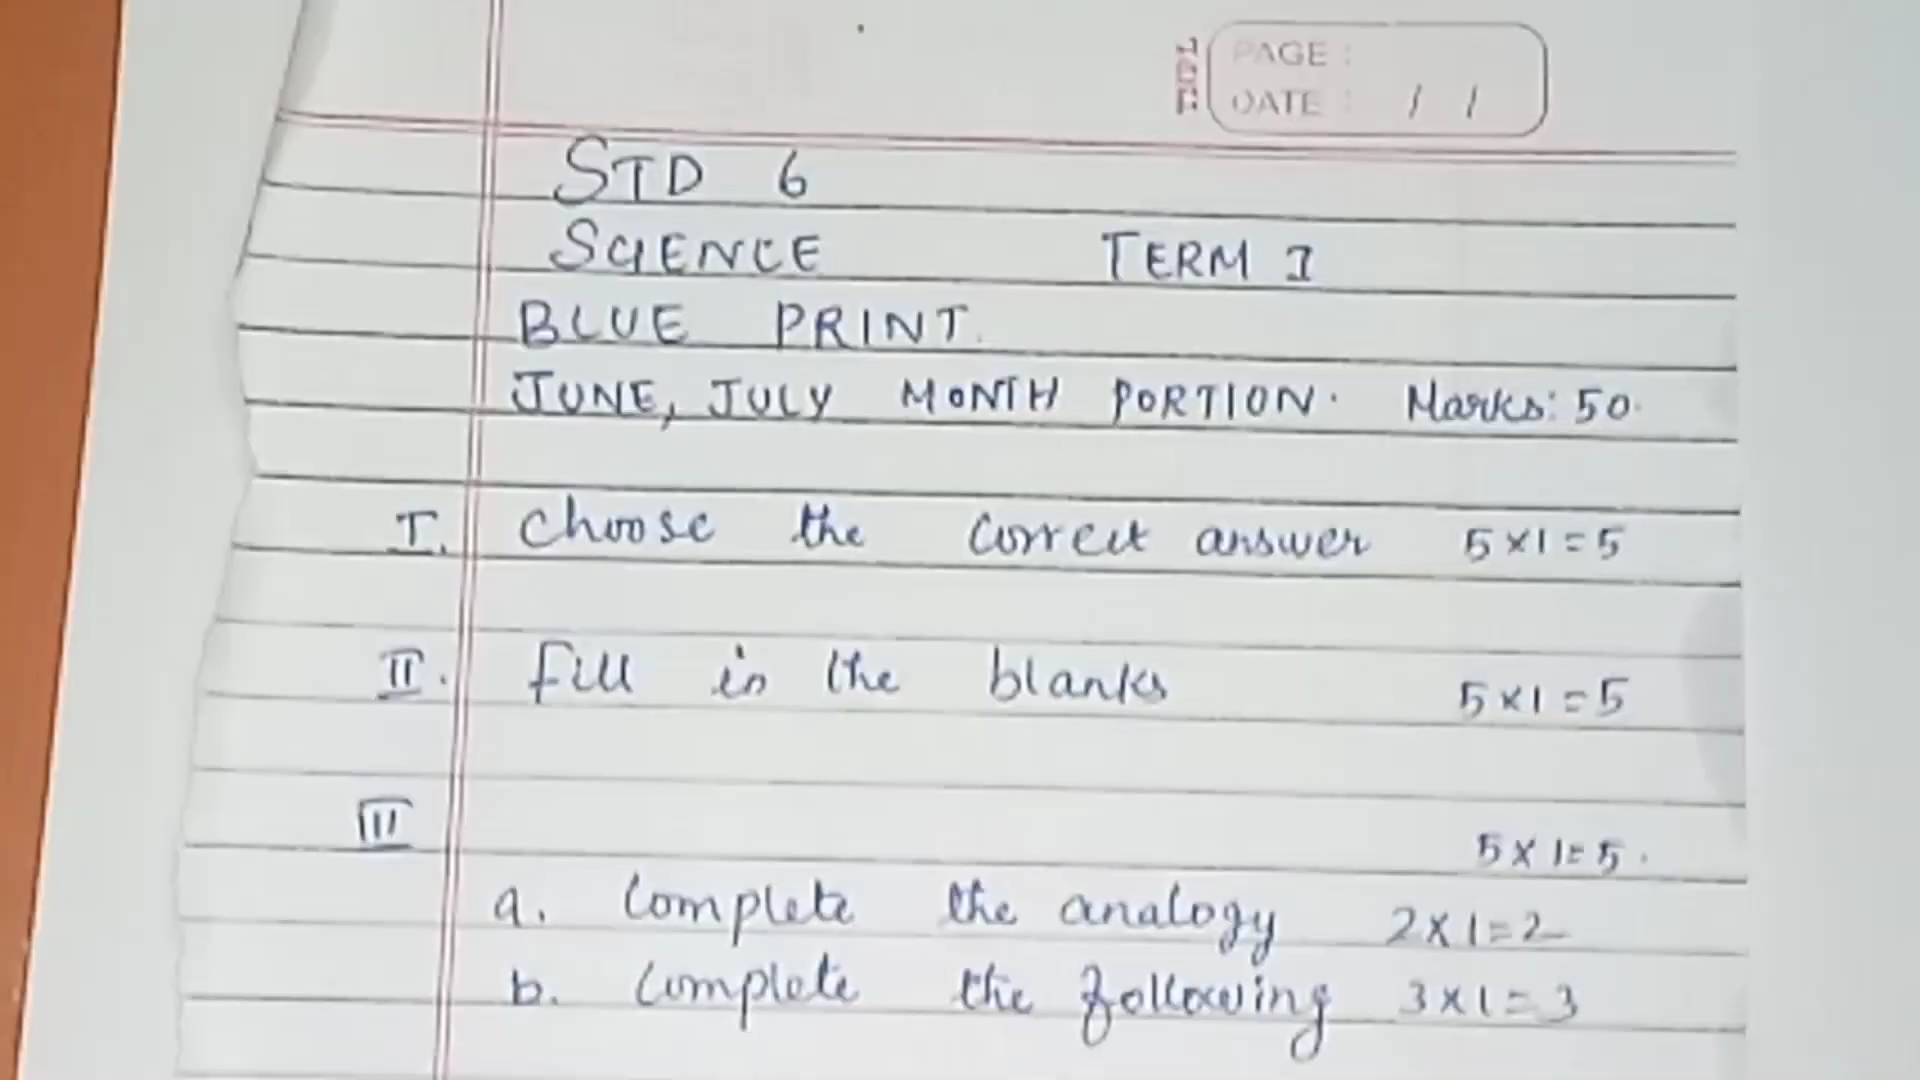 PAGE :
DATE : / /
STD 6
SCIENCE TERM I
BLUE PRINT.
JUNE, JULY MONTH PORTION. Marks: 50.
I. Choose the correct answer 5×1=5
II. Fill in the blanks 5×1=5
III 5×1=5.
a. Complete the analogy 2×1=2
b. Complete the following 3×1=3